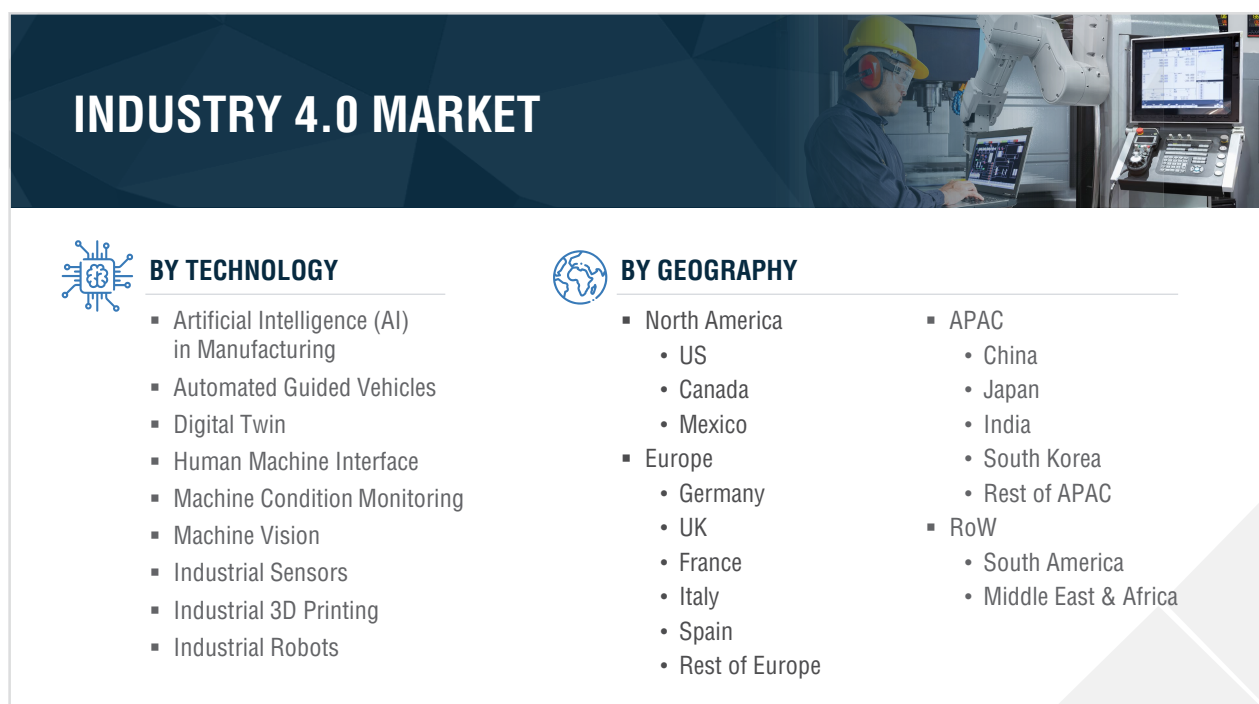 INDUSTRY 4.0 MARKET
BY TECHNOLOGY
▪ Artificial Intelligence (AI)
in Manufacturing
▪ Automated Guided Vehicles
▪ Digital Twin
▪ Human Machine Interface
▪ Machine Condition Monitoring
▪ Machine Vision
▪ Industrial Sensors
▪ Industrial 3D Printing
▪ Industrial Robots
BY GEOGRAPHY
▪ North America
• US
• Canada
• Mexico
▪ Europe
• Germany
• UK
• France
• Italy
• Spain
• Rest of Europe
▪ APAC
• China
• Japan
• India
• South Korea
• Rest of APAC
▪ RoW
• South America
• Middle East & Africa